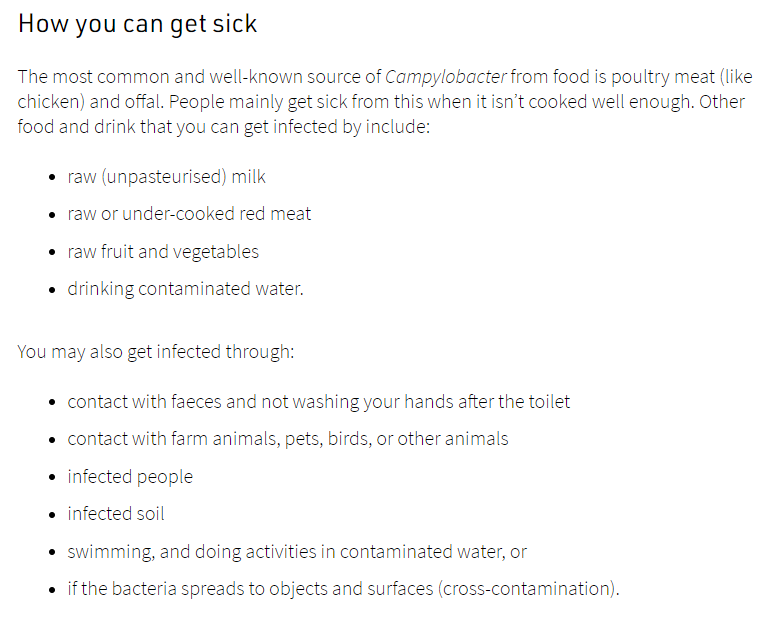 How you can get sick
The most common and well-known source of Campylobacter from food is poultry meat (like
chicken) and offal. People mainly get sick from this when it isn’t cooked well enough. Other
food and drink that you can get infected by include:
• raw (unpasteurised) milk
• raw or under-cooked red meat
• raw fruit and vegetables
• drinking contaminated water.
You may also get infected through:
• contact with faeces and not washing your hands after the toilet
• contact with farm animals, pets, birds, or other animals
• infected people
• infected soil
• swimming, and doing activities in contaminated water, or
• if the bacteria spreads to objects and surfaces (cross-contamination).